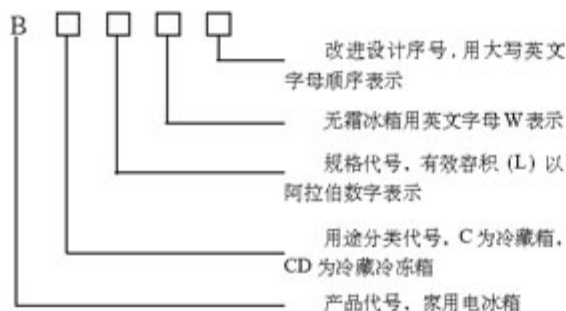 B □ □ □ □
改进设计序号，用大写英文
字母顺序表示
无霜冰箱用英文字母W表示
规格代号，有效容积 (L) 以
阿拉伯数字表示
用途分类代号，C为冷藏箱，
CD为冷藏冷冻箱
产品代号，家用电冰箱